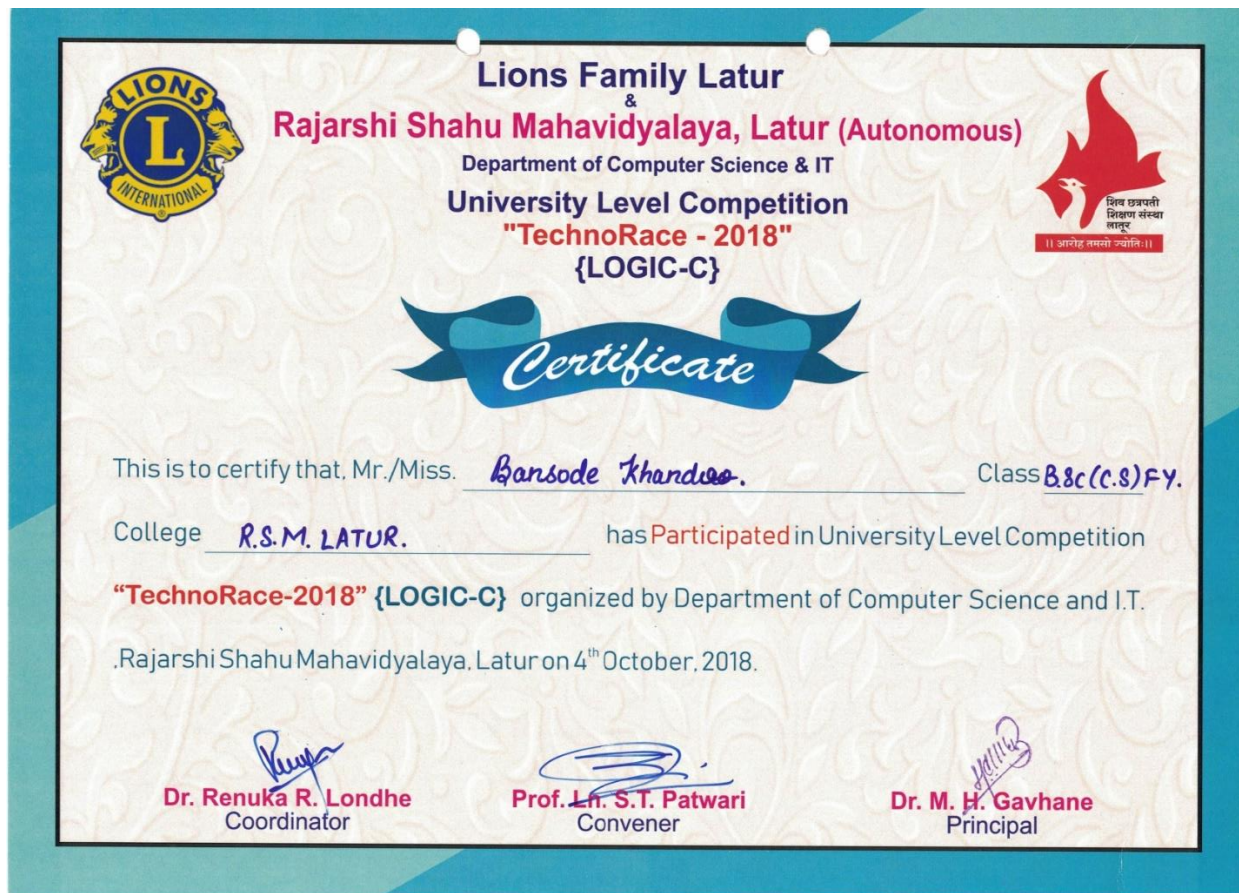 LIONS
L
INTERNATIONAL
®
Lions Family Latur
&
Rajarshi Shahu Mahavidyalaya, Latur (Autonomous)
Department of Computer Science & IT
University Level Competition
"TechnoRace - 2018"
{LOGIC-C}
शिव छत्रपती
शिक्षण संस्था
लातूर
।। आरोह तमसो ज्योतिः।।
Certificate
This is to certify that, Mr./Miss. Bansode Class B.Sc(C.S)FY.
College R.S.M. LATUR. has Participated in University Level Competition
“TechnoRace-2018” {LOGIC-C} organized by Department of Computer Science and I.T.
,Rajarshi Shahu Mahavidyalaya, Latur on 4th October, 2018.
Dr. Renuka R. Londhe Prof. Ln. S.T. Patwari Dr. M. H. Gavhane
Coordinator Convener Principal